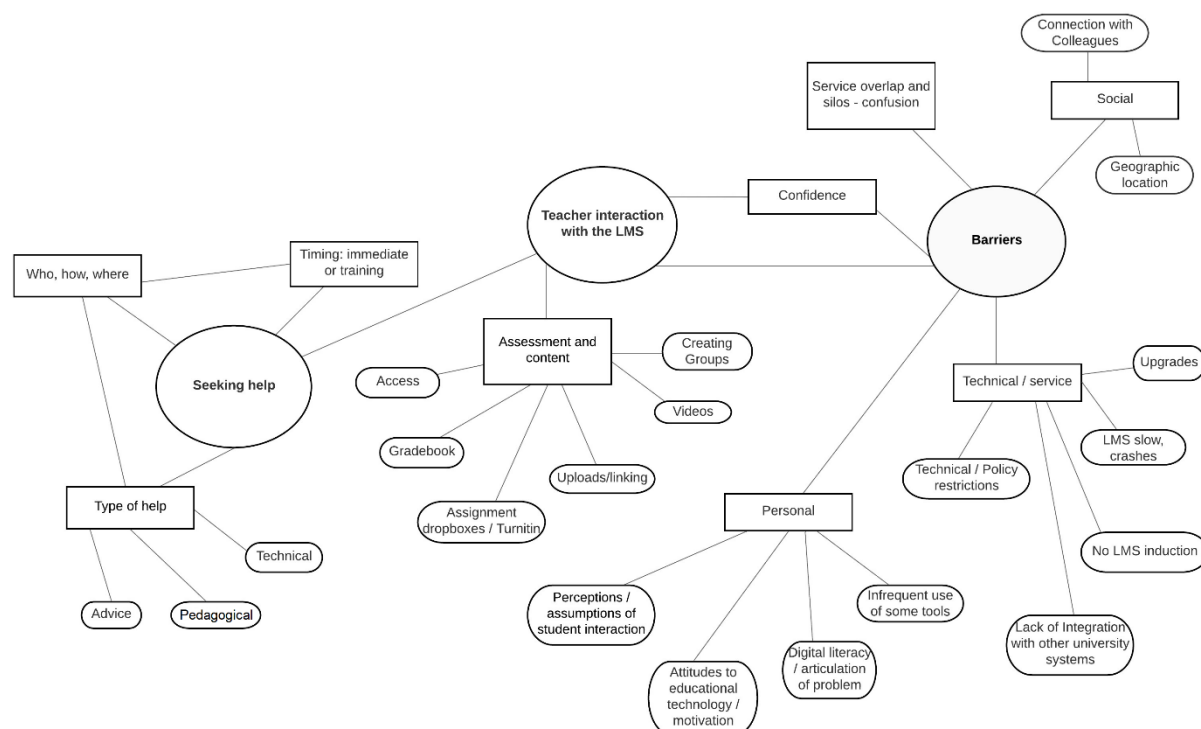 Connection with
Colleagues
Service overlap and
silos - confusion
Social
Geographic
location
Confidence
Teacher interaction
with the LMS
Barriers
Who, how, where
Timing: immediate
or training
Seeking help
Assessment and
content
Creating
Groups
Access
Videos
Gradebook
Uploads/linking
Assignment
dropboxes / Turnitin
Type of help
Technical
Advice
Pedagogical
Technical / service
Upgrades
LMS slow,
crashes
Technical / Policy
restrictions
No LMS induction
Lack of Integration
with other university
systems
Personal
Perceptions /
assumptions of
student interaction
Attitudes to
educational
technology /
motivation
Digital literacy
/ articulation
of problem
Infrequent use
of some tools